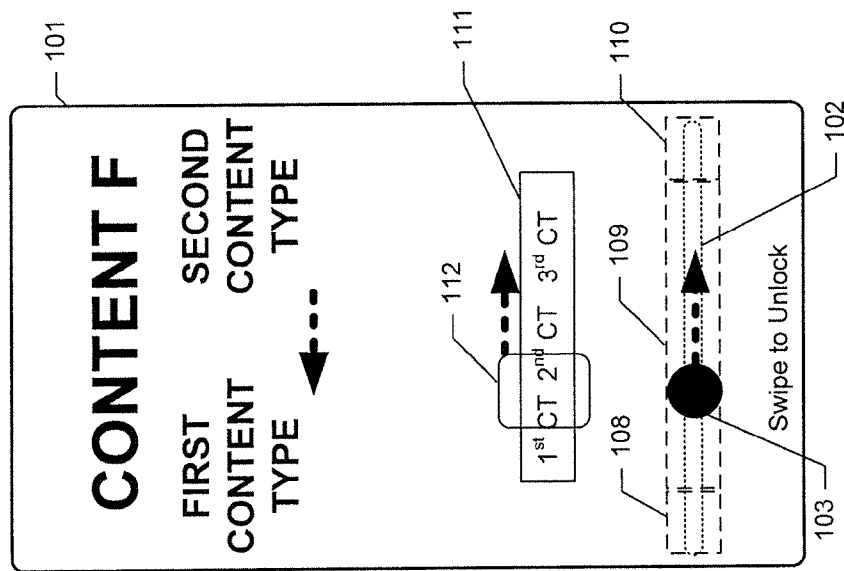 CONTENT F
FIRST CONTENT TYPE
SECOND CONTENT TYPE
1st CT 2nd CT 3rd CT
Swipe to Unlock
101
111
110
112
109
102
108
103